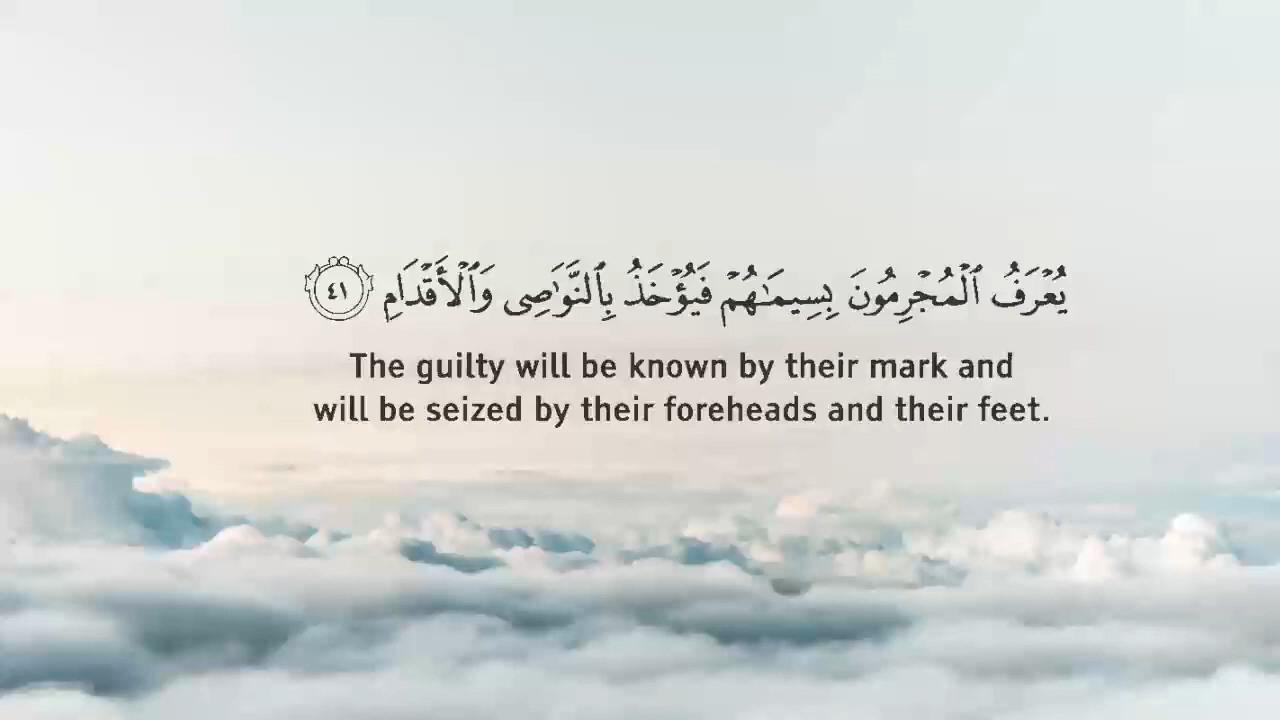 يُعْرَفُ ٱلْمُجْرِمُونَ بِسِيمَـٰهُمْ فَيُؤْخَذُ بِٱلنَّوَٰصِى وَٱلْأَقْدَامِ ٤١
The guilty will be known by their mark and
will be seized by their foreheads and their feet.